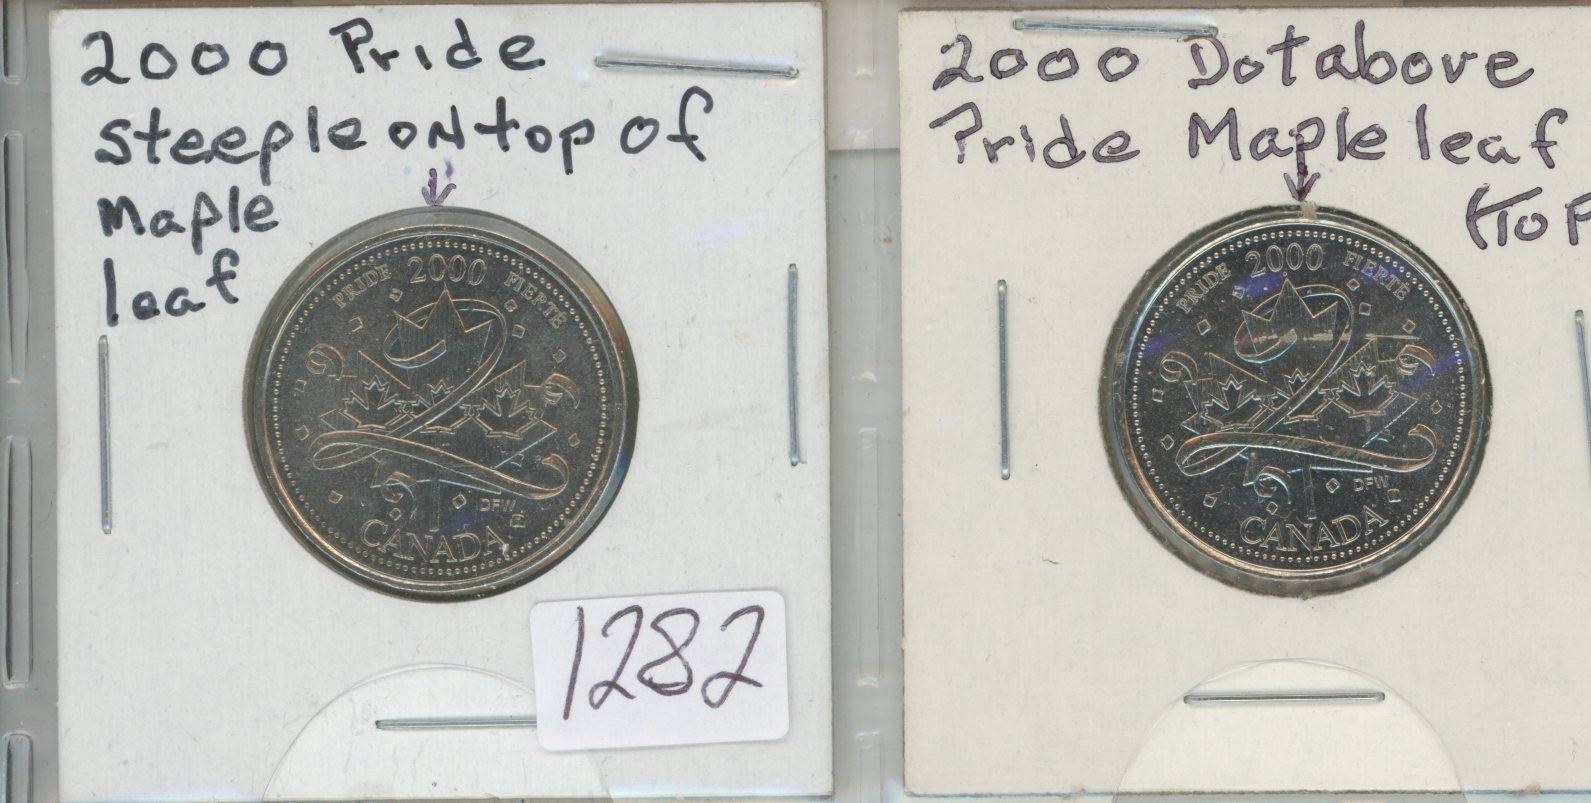 2000 Pride
steeple on top of
Maple
leaf
PRIDE 2000 FIERTÉ
DFW
CANADA
1282
2000 Dot above
Pride Maple leaf
(top
PRIDE 2000 FIERTÉ
DFW
CANADA